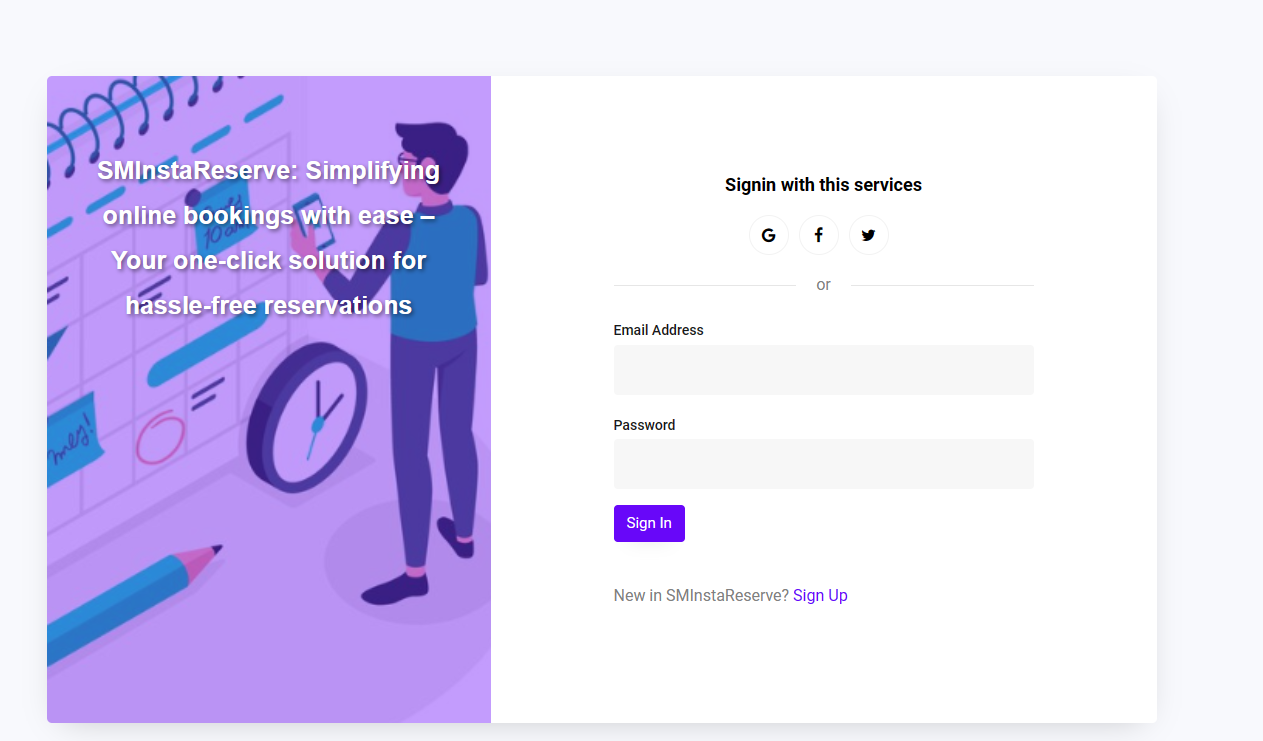 SMInstaReserve: Simplifying
online bookings with ease –
Your one-click solution for
hassle-free reservations
10am
Signin with this services
or
Email Address
Password
Sign In
New in SMInstaReserve? Sign Up